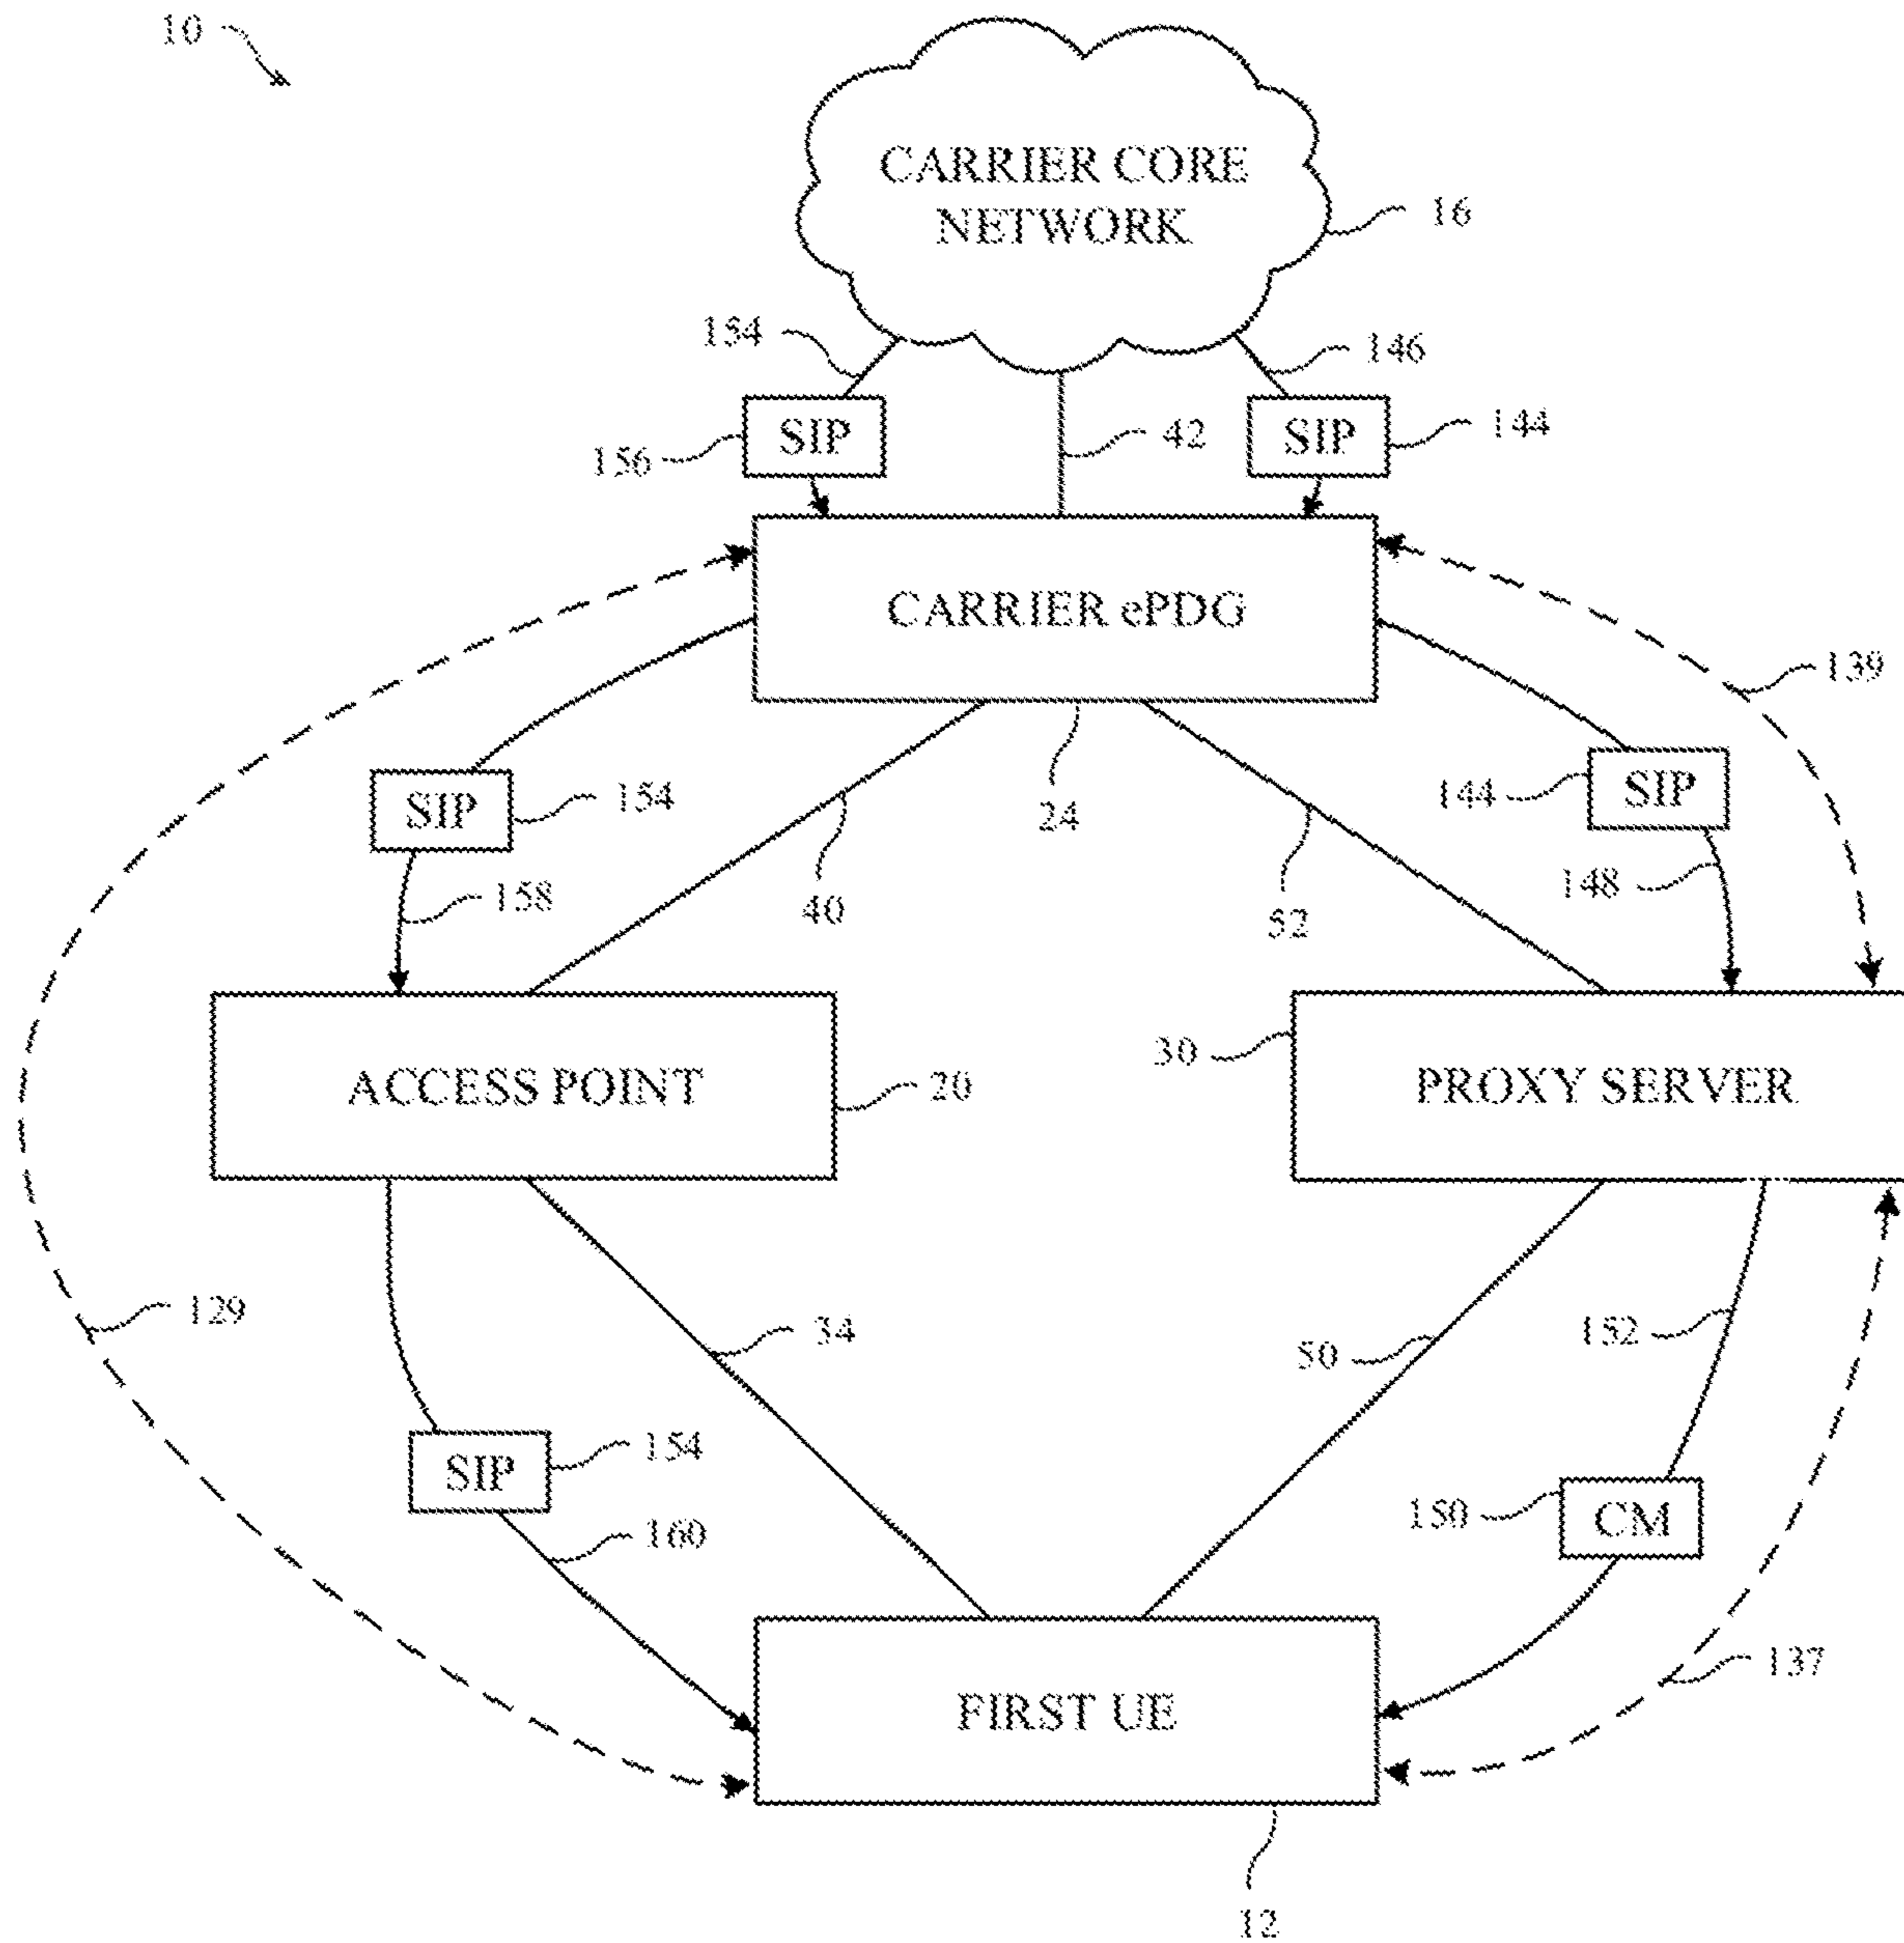 10
CARRIER CORE
NETWORK
16
154
146
156
SIP
42
SIP
144
CARRIER ePDG
139
SIP
154
24
144
SIP
158
40
52
148
ACCESS POINT
20
30
PROXY SERVER
129
34
50
152
SIP
154
160
150
CM
FIRST UE
137
12